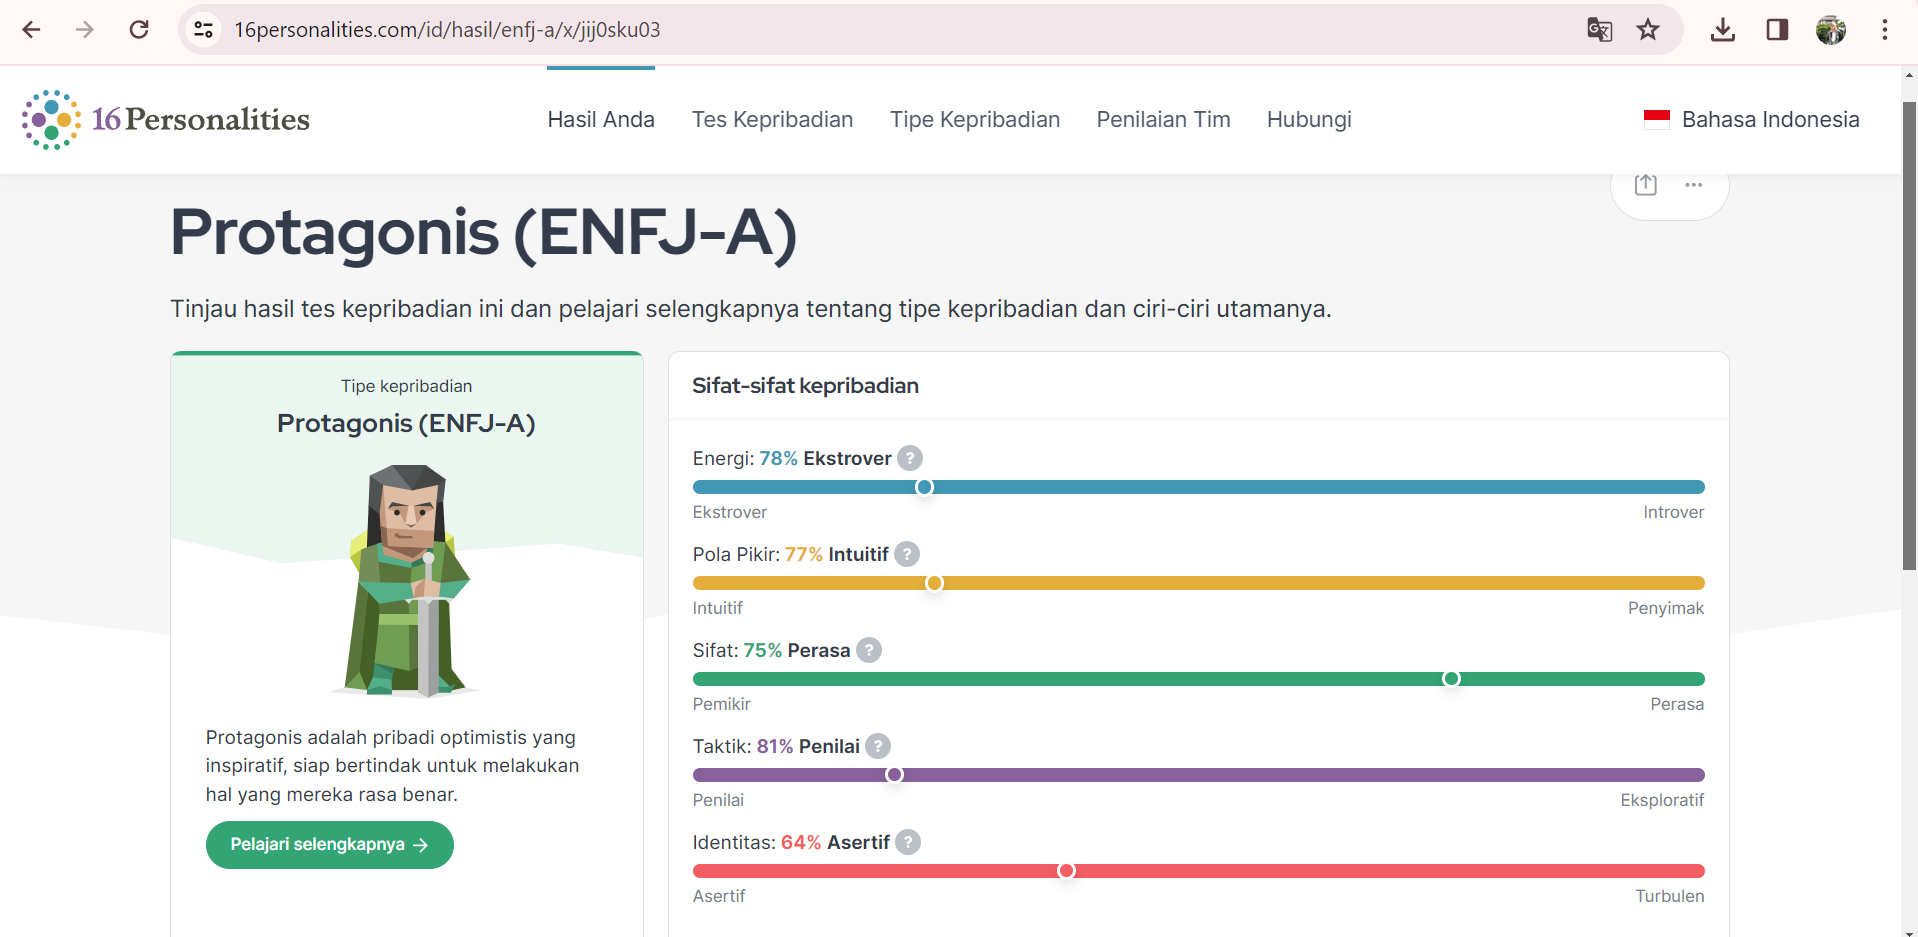 16personalities.com/id/hasil/enfj-a/x/jij0sku03
16Personalities
Hasil Anda
Tes Kepribadian
Tipe Kepribadian
Penilaian Tim
Hubungi
Bahasa Indonesia
Protagonis (ENFJ-A)
Tinjau hasil tes kepribadian ini dan pelajari selengkapnya tentang tipe kepribadian dan ciri-ciri utamanya.
Tipe kepribadian
Protagonis (ENFJ-A)
Protagonis adalah pribadi optimistis yang
inspiratif, siap bertindak untuk melakukan
hal yang mereka rasa benar.
Pelajari selengkapnya →
Sifat-sifat kepribadian
Energi: 78% Ekstrover ?
Ekstrover Introver
Pola Pikir: 77% Intuitif ?
Intuitif Penyimak
Sifat: 75% Perasa ?
Pemikir Perasa
Taktik: 81% Penilai ?
Penilai Eksploratif
Identitas: 64% Asertif ?
Asertif Turbulen